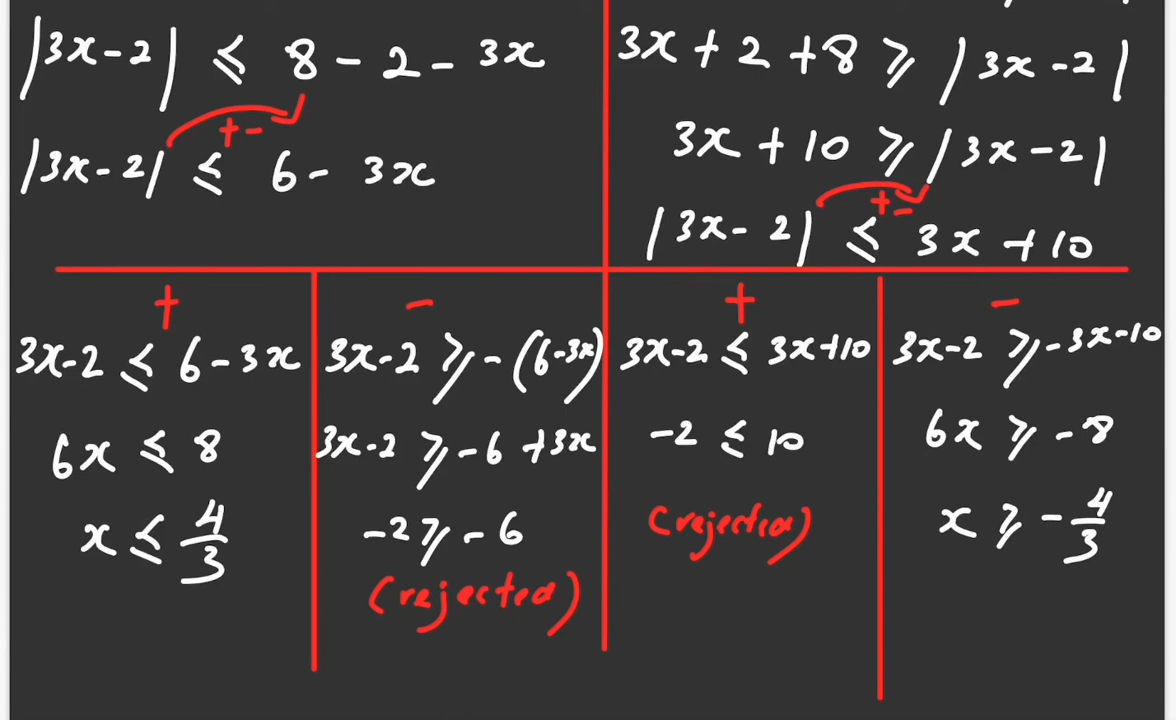 |3x-2| ≤ 8 - 2 - 3x
+ -
|3x-2| ≤ 6 - 3x
3x + 2 + 8 ≥ |3x-2|
3x + 10 ≥ |3x-2|
+ -
|3x-2| ≤ 3x + 10
+
3x-2 ≤ 6 - 3x
6x ≤ 8
x ≤ 4/3
-
3x-2 ≥ -(6-3x)
3x-2 ≥ -6 + 3x
-2 ≥ -6
(rejected)
+
3x-2 ≤ 3x+10
-2 ≤ 10
(rejected)
-
3x-2 ≥ -3x-10
6x ≥ -8
x ≥ -4/3